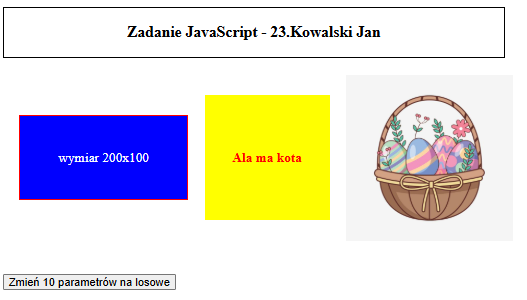 Zadanie JavaScript - 23.Kowalski Jan
wymiar 200x100
Ala ma kota
Zmień 10 parametrów na losowe